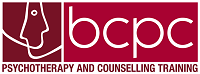 bcpc
PSYCHOTHERAPY AND COUNSELLING TRAINING